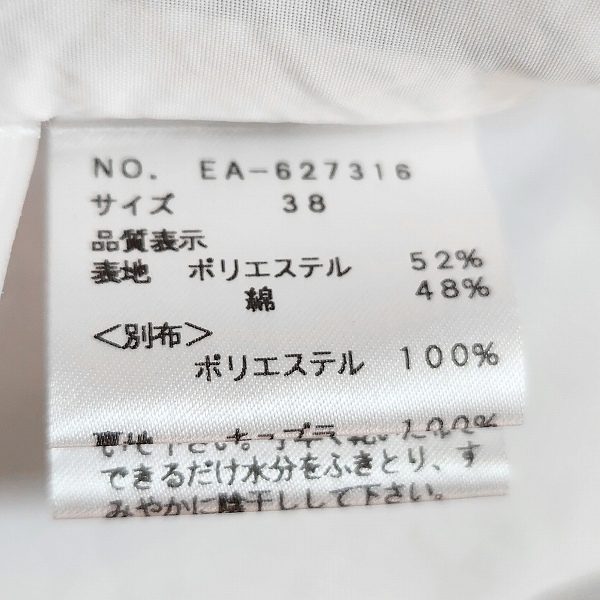 NO. EA-627316
サイズ 38
品質表示
表地 ポリエステル 52%
綿 48%
<別布>
ポリエステル 100%
できるだけ水分をふきとり、す
みやかに陰干しして下さい。